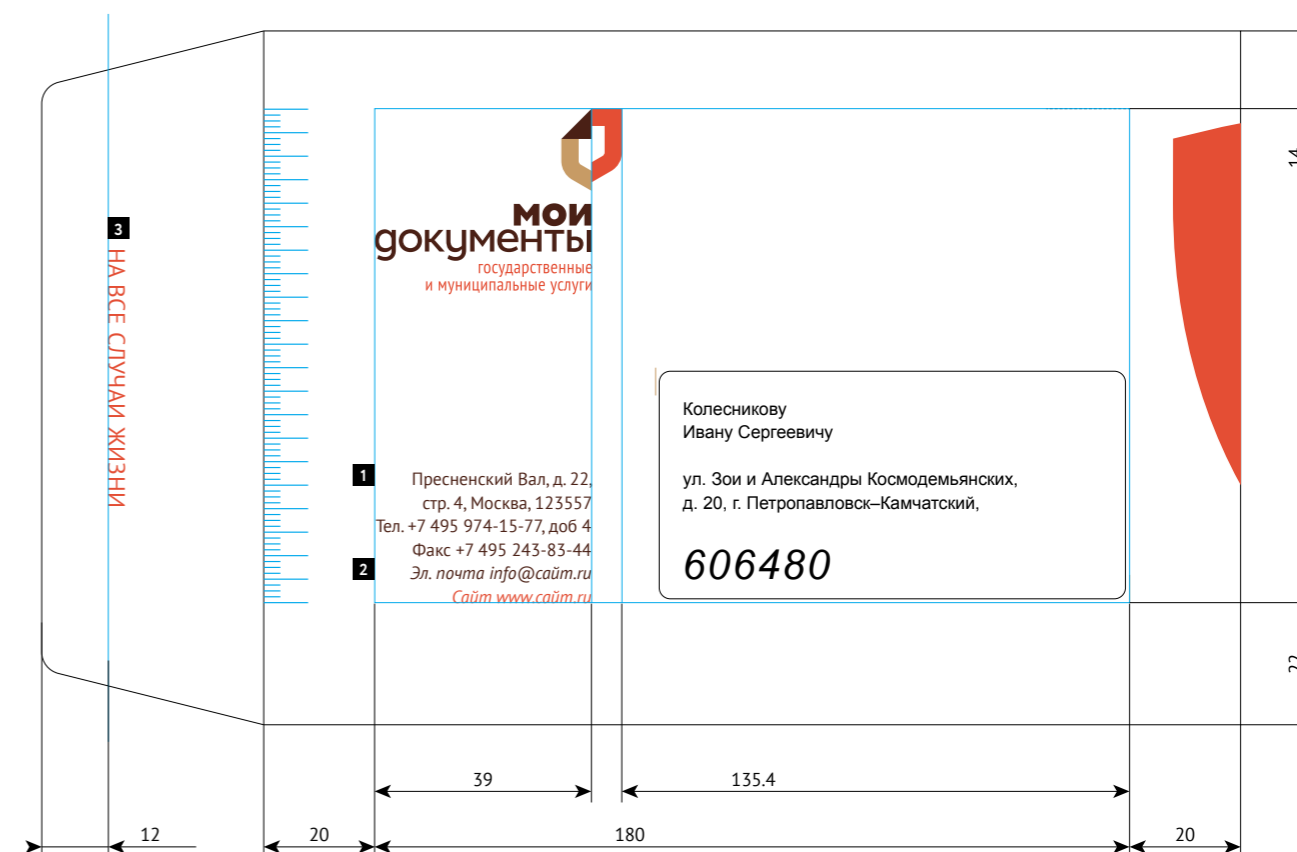 3
НА ВСЕ СЛУЧАИ ЖИЗНИ
мои
документы
государственные
и муниципальные услуги
1
Пресненский Вал, д. 22,
стр. 4, Москва, 123557
Тел. +7 495 974-15-77, доб 4
Факс +7 495 243-83-44
2
Эл. почта info@сайт.ru
Сайт www.сайт.ru
Колесникову
Ивану Сергеевичу
ул. Зои и Александры Космодемьянских,
д. 20, г. Петропавловск–Камчатский,
606480
14
22
39
135.4
12
20
180
20